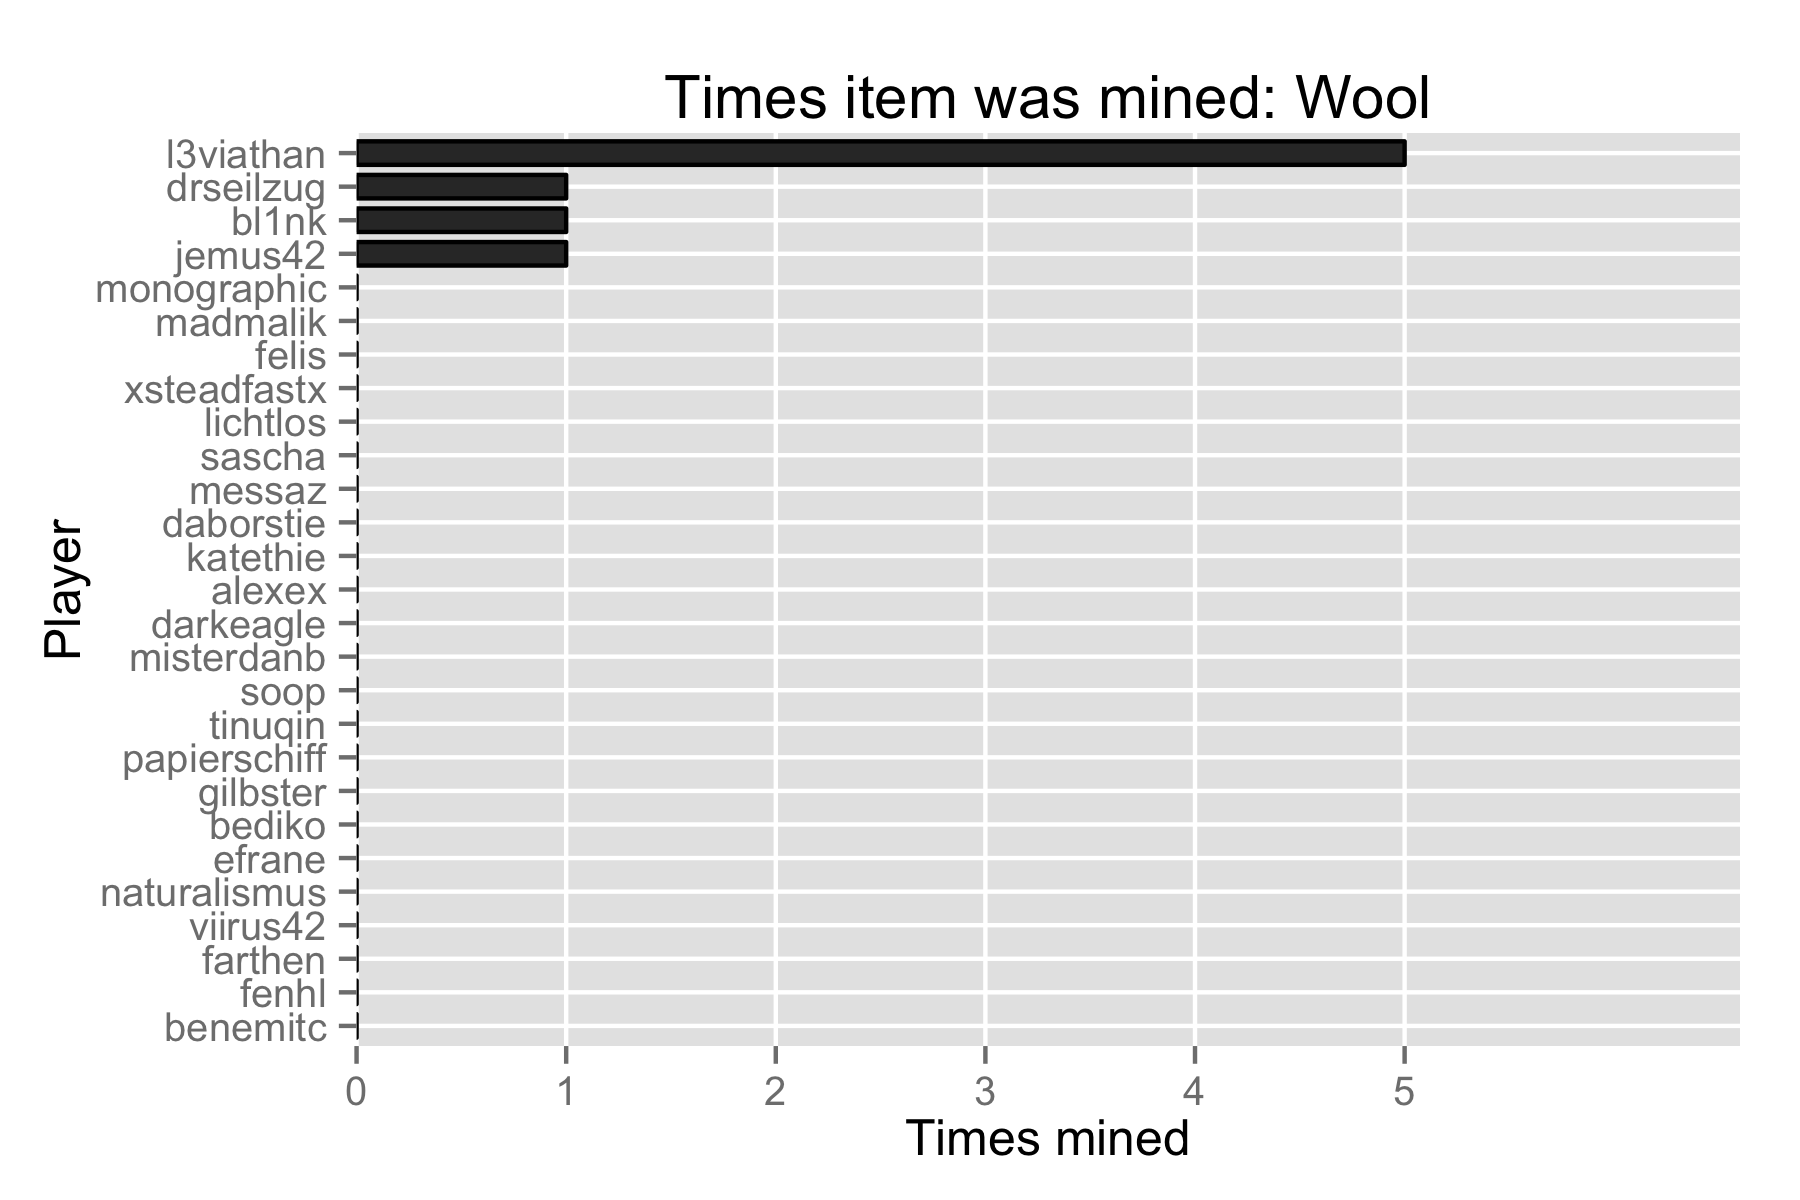 Times item was mined: Wool
l3viathan
drseilzug
bl1nk
jemus42
monographic
madmalik
felis
xsteadfastx
lichtlos
sascha
messaz
daborstie
katethie
alexex
darkeagle
misterdanb
soop
tinuqin
papierschiff
gilbster
bediko
efrane
naturalismus
viirus42
farthen
fenhl
benemitc
Player
0 1 2 3 4 5
Times mined